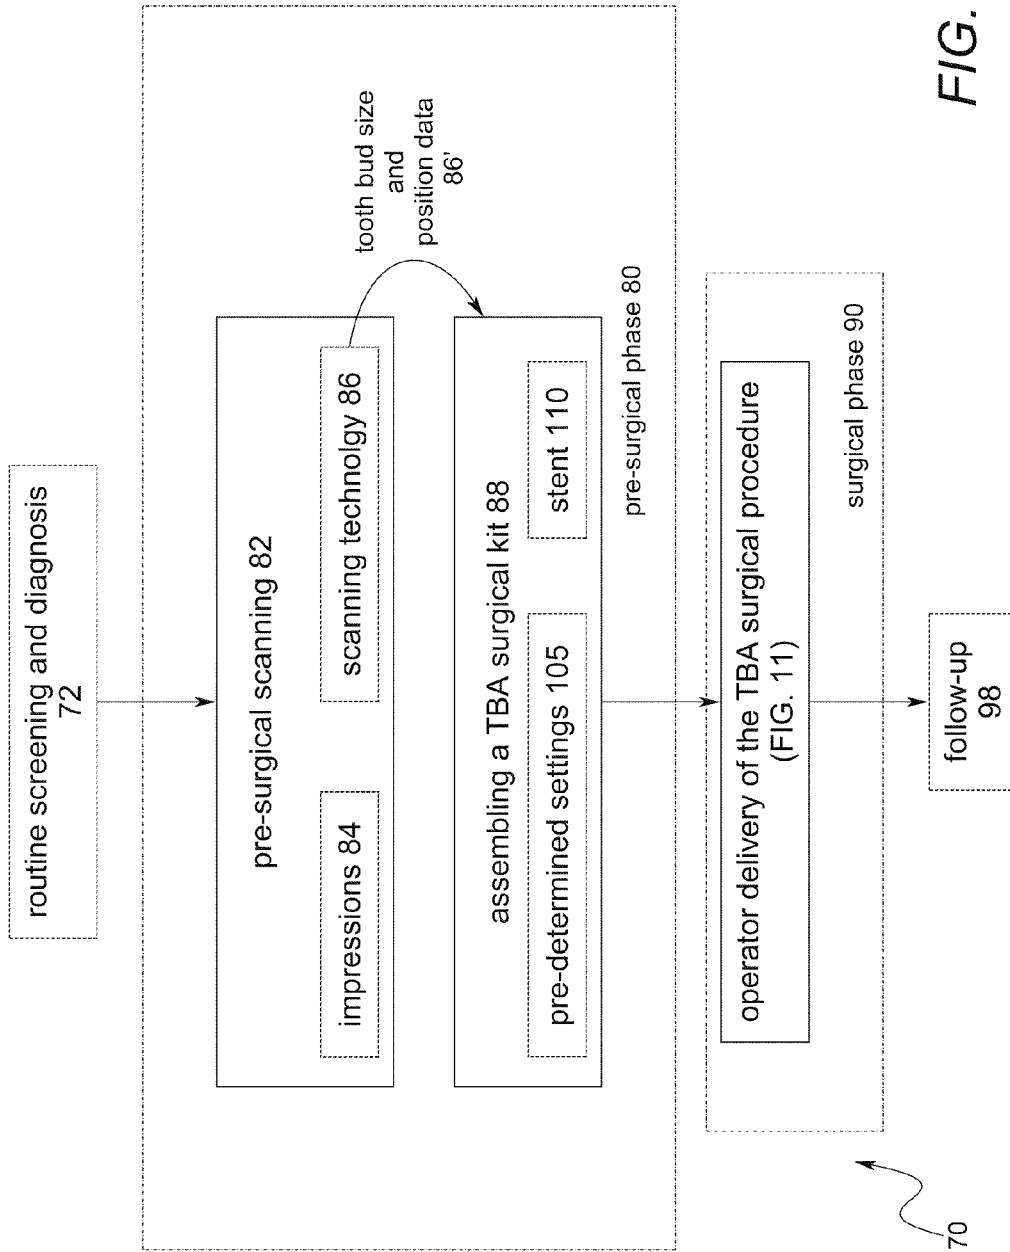 routine screening and diagnosis
72
pre-surgical scanning 82
impressions 84
scanning technolgy 86
tooth bud size
and
position data
86'
assembling a TBA surgical kit 88
pre-determined settings 105
stent 110
pre-surgical phase 80
operator delivery of the TBA surgical procedure
(FIG. 11)
surgical phase 90
follow-up
98
70
FIG.